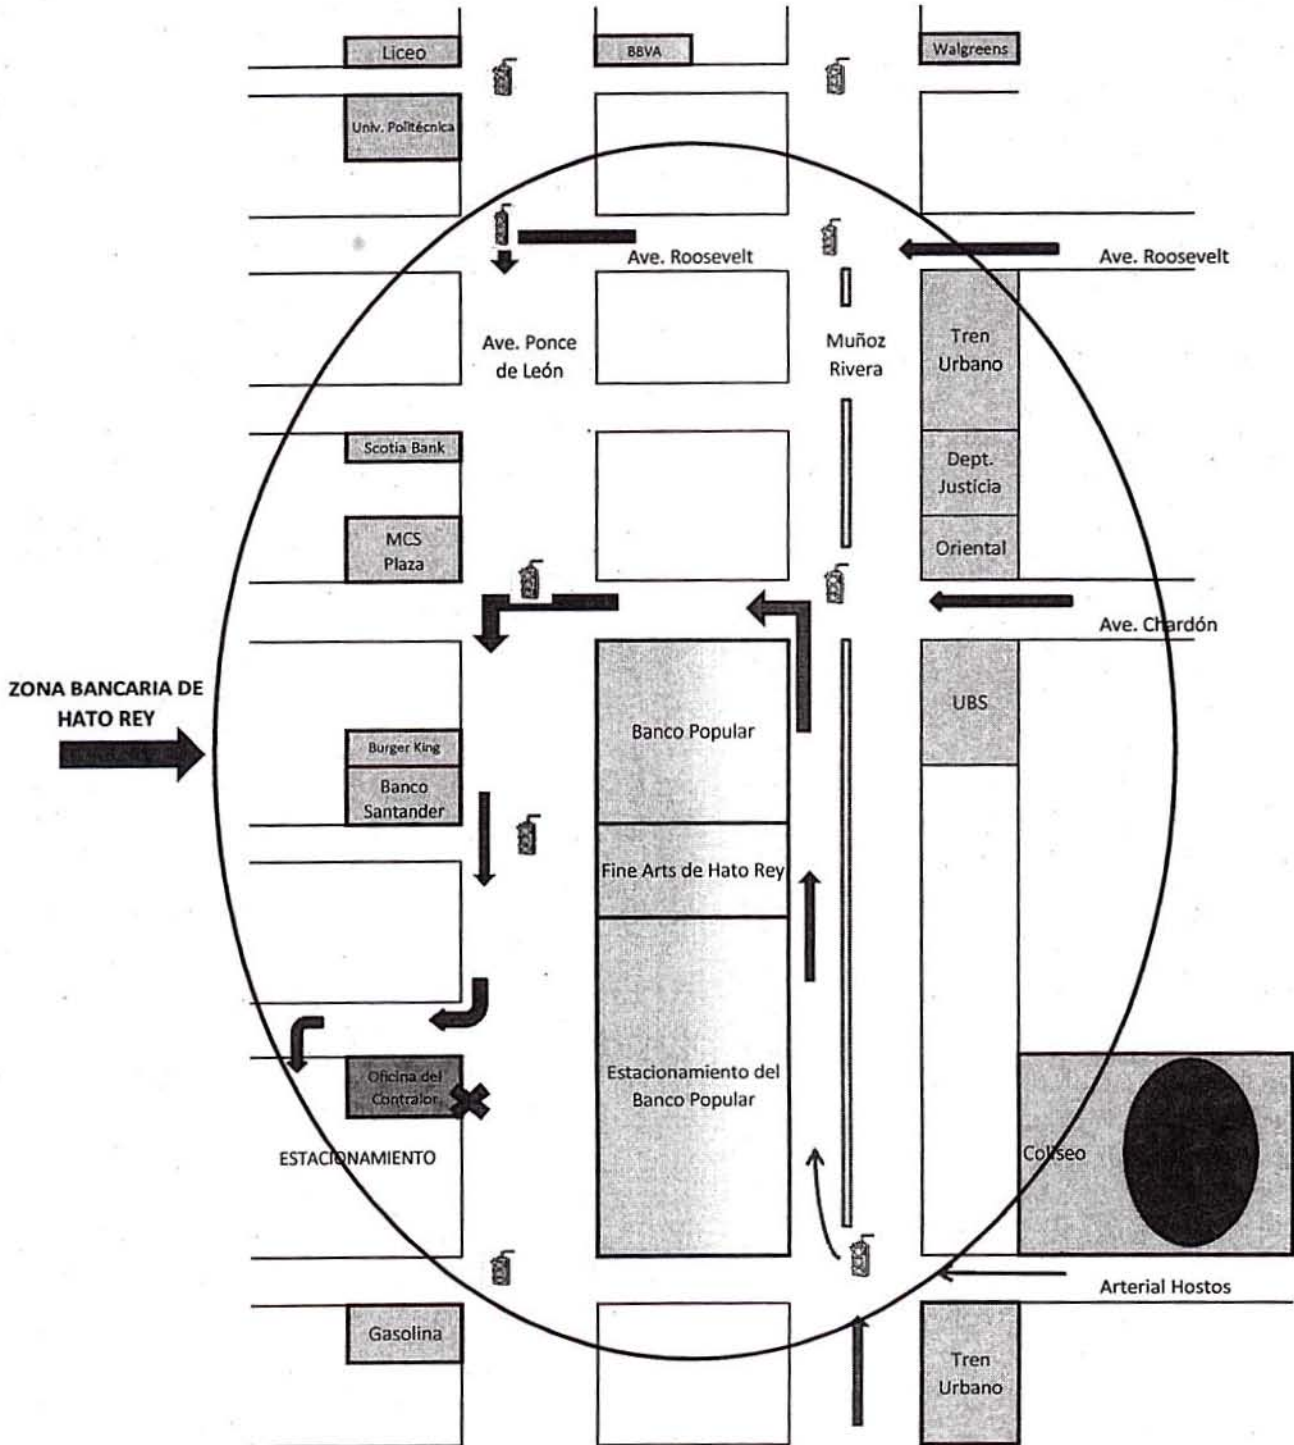 Liceo
BBVA
Walgreens
Univ. Politécnica
Ave. Roosevelt
Ave. Roosevelt
Ave. Ponce
de León
Muñoz
Rivera
Tren
Urbano
Scotia Bank
Dept.
Justicia
MCS
Plaza
Oriental
Ave. Chardón
ZONA BANCARIA DE
HATO REY
Banco Popular
UBS
Burger King
Banco
Santander
Fine Arts de Hato Rey
Oficina del
Contralor
Estacionamiento del
Banco Popular
ESTACIONAMIENTO
Coliseo
Arterial Hostos
Gasolina
Tren
Urbano